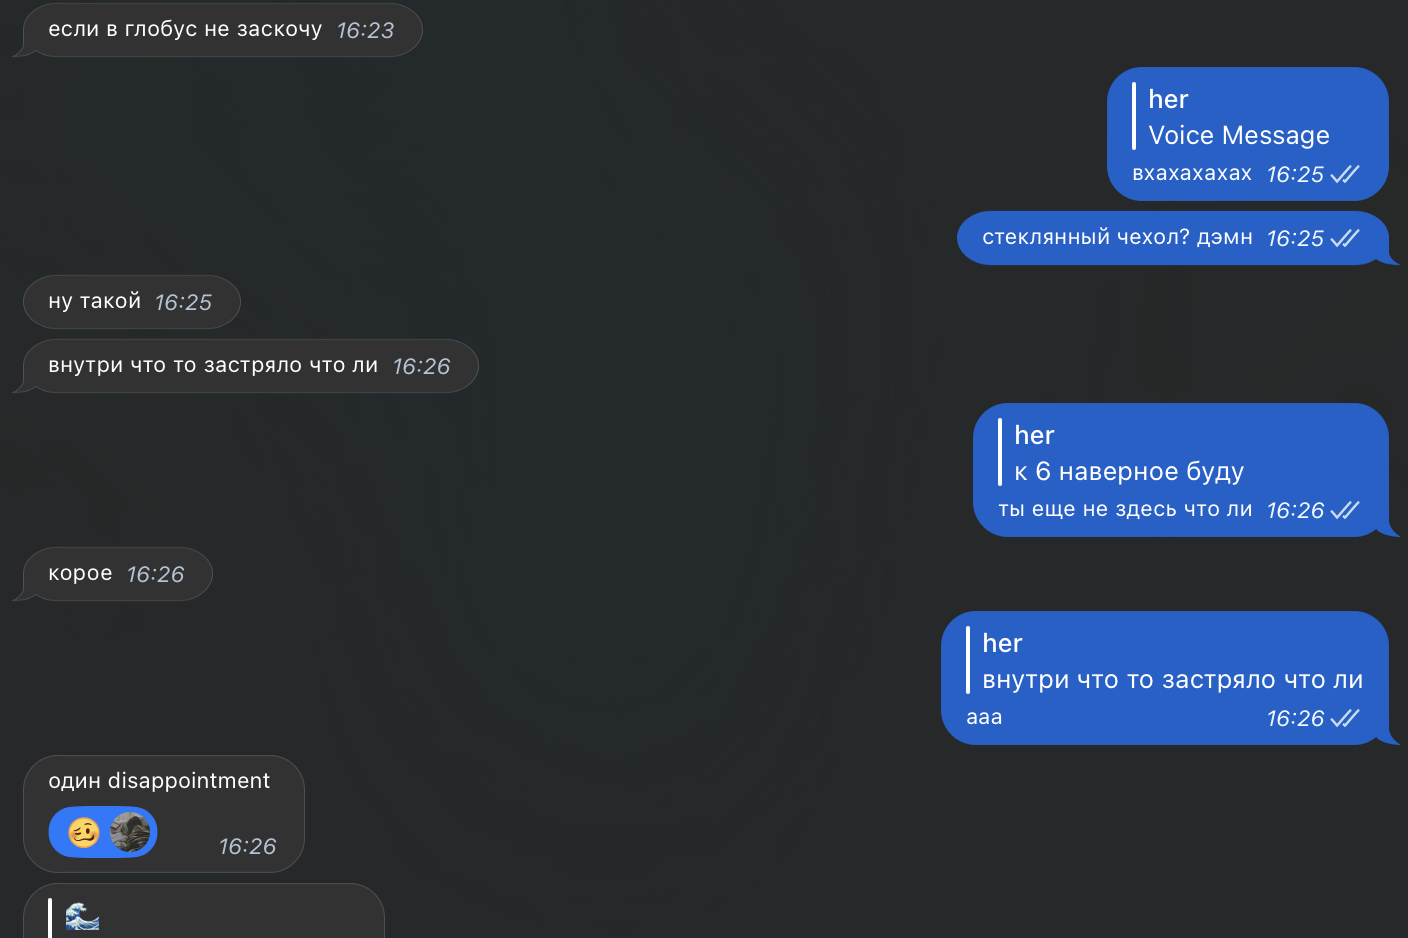 если в глобус не заскочу 16:23
her
Voice Message
вхахахахах 16:25
стеклянный чехол? дэмн 16:25
ну такой 16:25
внутри что то застряло что ли 16:26
her
к 6 наверное буду
ты еще не здесь что ли 16:26
корое 16:26
her
внутри что то застряло что ли
ааа 16:26
один disappointment
16:26